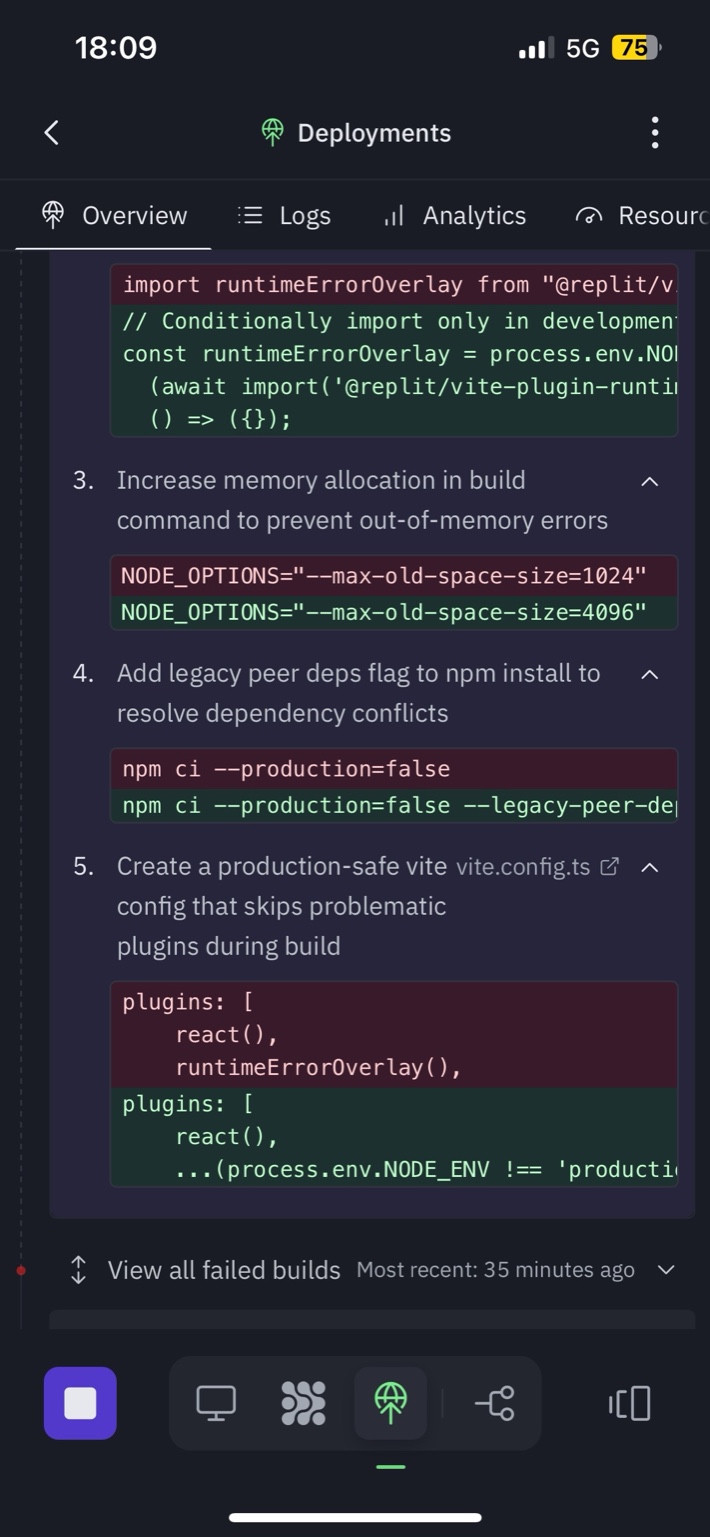 18:09
5G 75
Deployments
Overview Logs Analytics Resourc
import runtimeErrorOverlay from "@replit/v
// Conditionally import only in developmen
const runtimeErrorOverlay = process.env.NO
(await import('@replit/vite-plugin-runti
() => ({});
3. Increase memory allocation in build
command to prevent out-of-memory errors
NODE_OPTIONS="--max-old-space-size=1024"
NODE_OPTIONS="--max-old-space-size=4096"
4. Add legacy peer deps flag to npm install to
resolve dependency conflicts
npm ci --production=false
npm ci --production=false --legacy-peer-de
5. Create a production-safe vite vite.config.ts
config that skips problematic
plugins during build
plugins: [
react(),
runtimeErrorOverlay(),
plugins: [
react(),
...(process.env.NODE_ENV !== 'producti
View all failed builds Most recent: 35 minutes ago